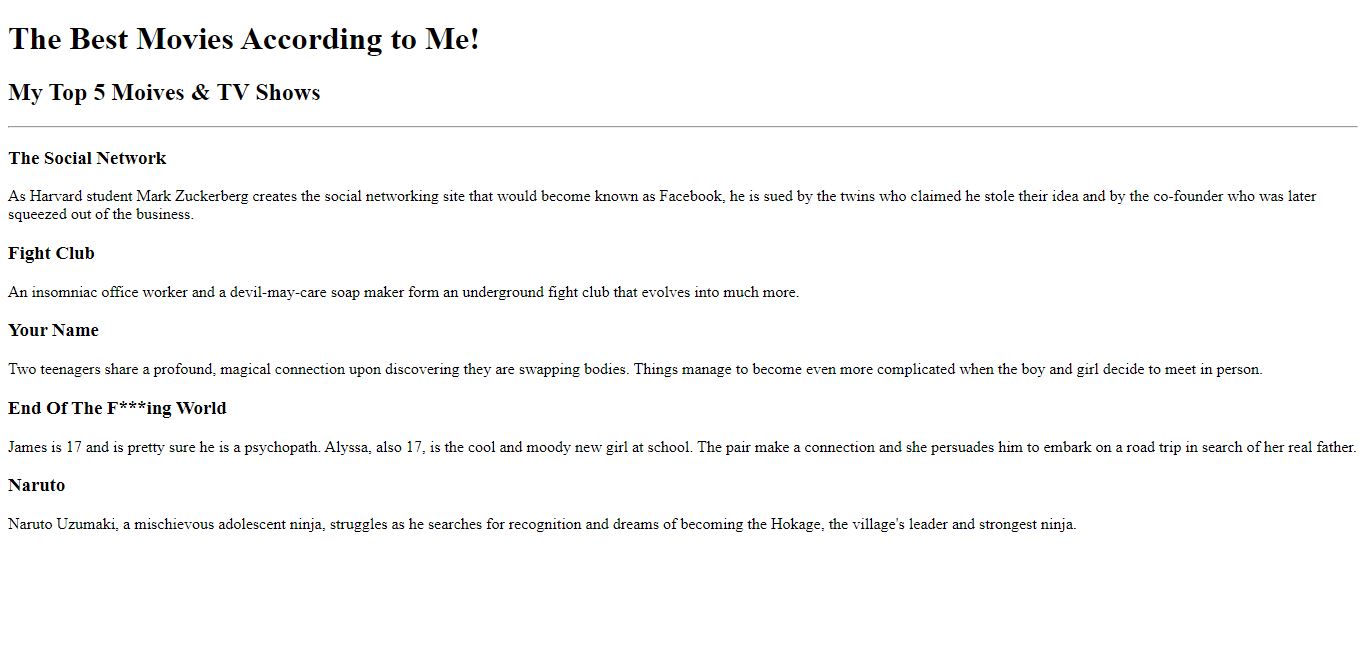 The Best Movies According to Me!
My Top 5 Moives & TV Shows
The Social Network
As Harvard student Mark Zuckerberg creates the social networking site that would become known as Facebook, he is sued by the twins who claimed he stole their idea and by the co-founder who was later
squeezed out of the business.
Fight Club
An insomniac office worker and a devil-may-care soap maker form an underground fight club that evolves into much more.
Your Name
Two teenagers share a profound, magical connection upon discovering they are swapping bodies. Things manage to become even more complicated when the boy and girl decide to meet in person.
End Of The F***ing World
James is 17 and is pretty sure he is a psychopath. Alyssa, also 17, is the cool and moody new girl at school. The pair make a connection and she persuades him to embark on a road trip in search of her real father.
Naruto
Naruto Uzumaki, a mischievous adolescent ninja, struggles as he searches for recognition and dreams of becoming the Hokage, the village's leader and strongest ninja.